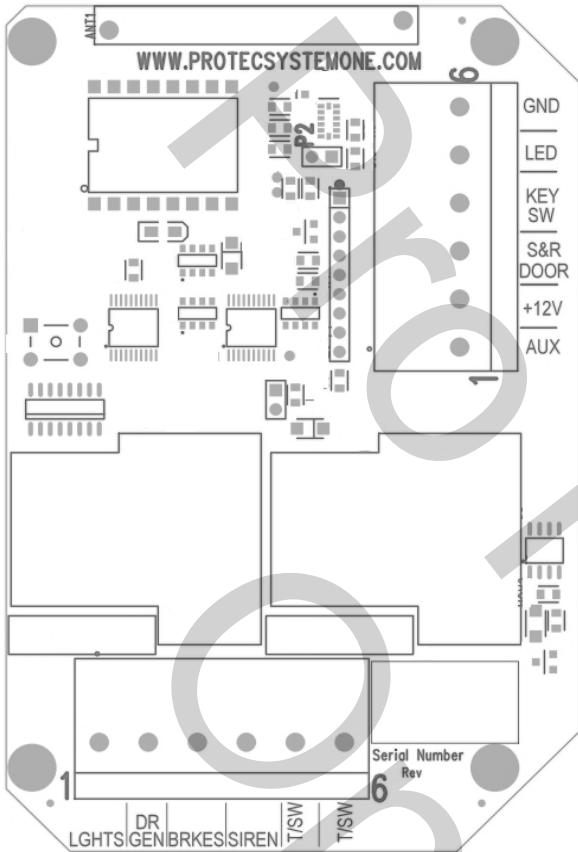 ANT1
WWW.PROTECSYSTEMONE.COM
6
P2
GND
LED
KEY
SW
S&R
DOOR
+12V
AUX
1
Serial Number
Rev
1
6
LGHTS
DR
GEN
BRKES
SIREN
T/SW
T/SW